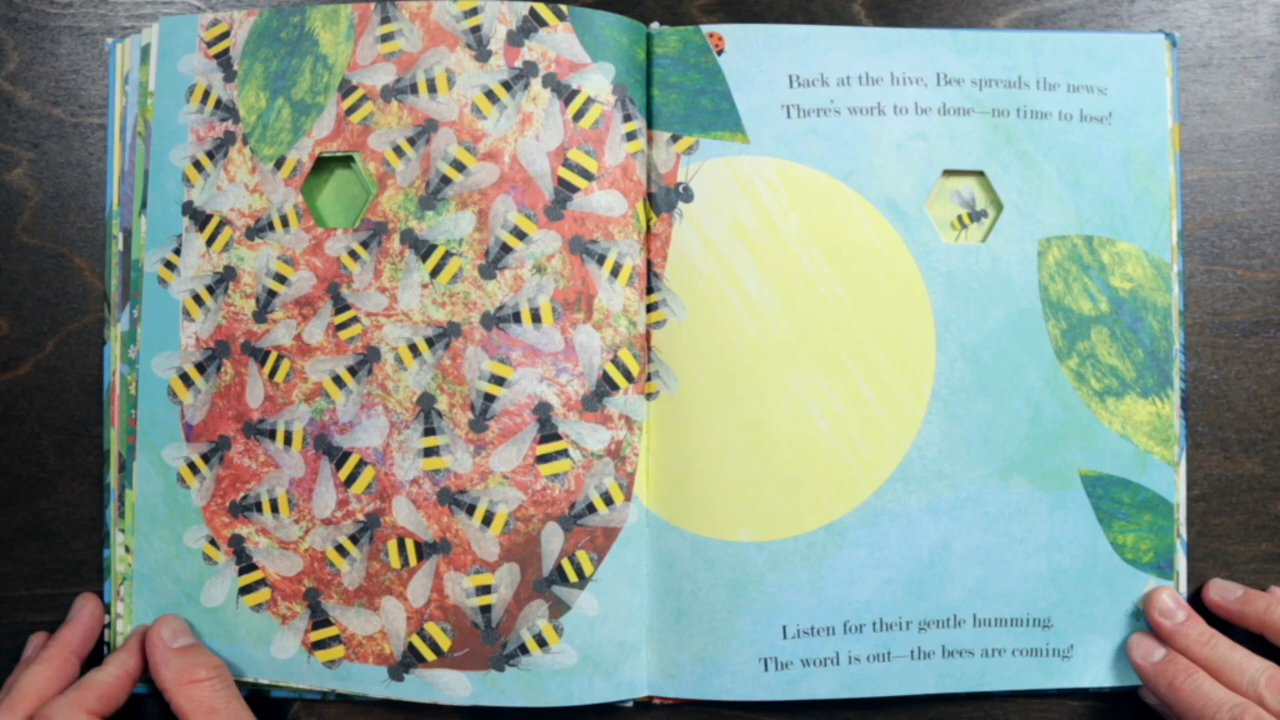 Back at the hive, Bee spreads the news:
There's work to be done—no time to lose!
Listen for their gentle humming.
The word is out—the bees are coming!